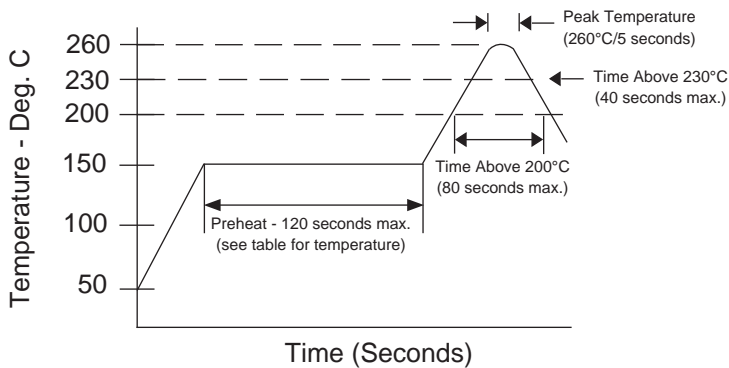 Peak Temperature
(260°C/5 seconds)
260
230
Time Above 230°C
(40 seconds max.)
200
150
Time Above 200°C
(80 seconds max.)
Preheat - 120 seconds max.
(see table for temperature)
100
50
Temperature - Deg. C
Time (Seconds)